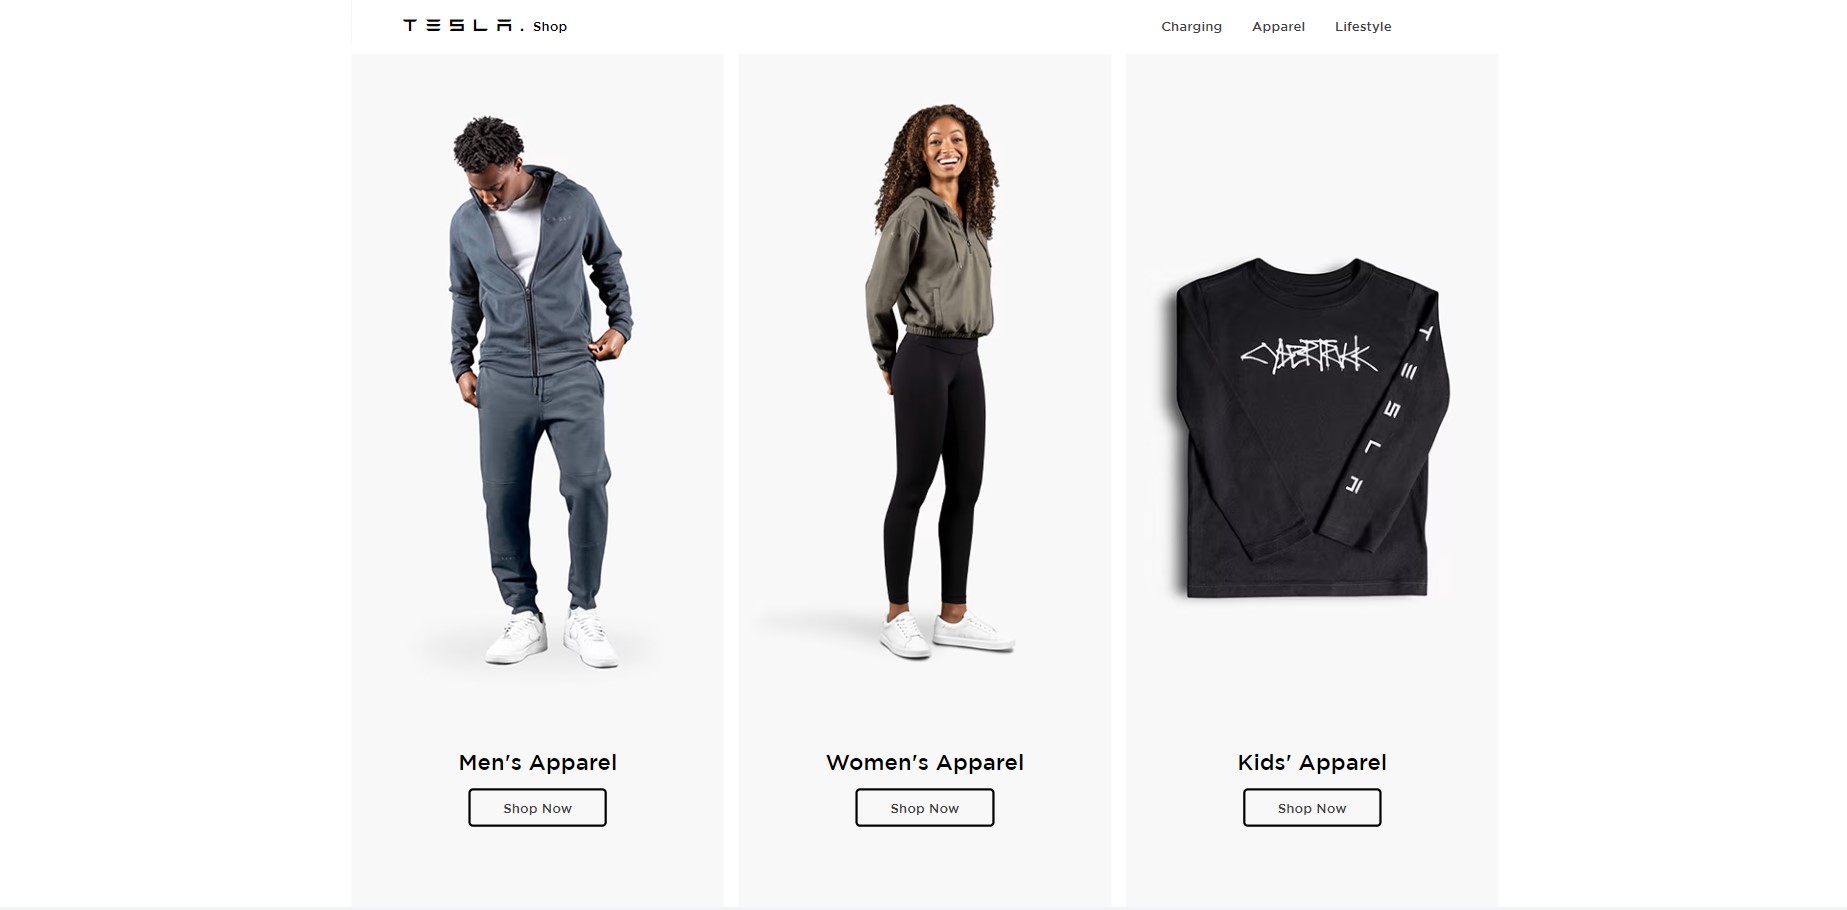 TESLA. Shop
Charging Apparel Lifestyle
CYBERTRUCK
TESLA
Men's Apparel
Shop Now
Women's Apparel
Shop Now
Kids' Apparel
Shop Now